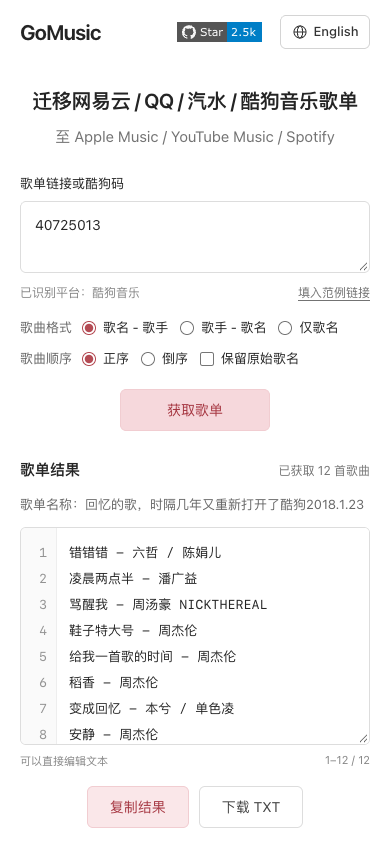 GoMusic
Star 2.5k
English
迁移网易云 / QQ / 汽水 / 酷狗音乐歌单
至 Apple Music / YouTube Music / Spotify
歌单链接或酷狗码
40725013
已识别平台：酷狗音乐 填入范例链接
歌曲格式 歌名 - 歌手 歌手 - 歌名 仅歌名
歌曲顺序 正序 倒序 保留原始歌名
获取歌单
歌单结果 已获取 12 首歌曲
歌单名称：回忆的歌，时隔几年又重新打开了酷狗2018.1.23
1 错错错 - 六哲 / 陈娟儿
2 凌晨两点半 - 潘广益
3 骂醒我 - 周汤豪 NICKTHEREAL
4 鞋子特大号 - 周杰伦
5 给我一首歌的时间 - 周杰伦
6 稻香 - 周杰伦
7 变成回忆 - 本兮 / 单色凌
8 安静 - 周杰伦
可以直接编辑文本 1–12 / 12
复制结果 下载 TXT